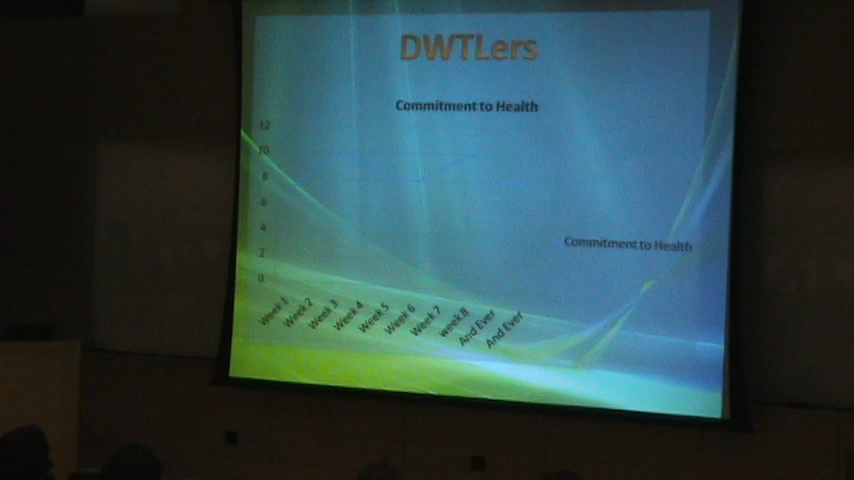 DWTLers
Commitment to Health
12
10
8
6
4
2
0
Commitment to Health
Week 1
Week 2
Week 3
Week 4
Week 5
Week 6
Week 7
week 8
And Ever
And Ever